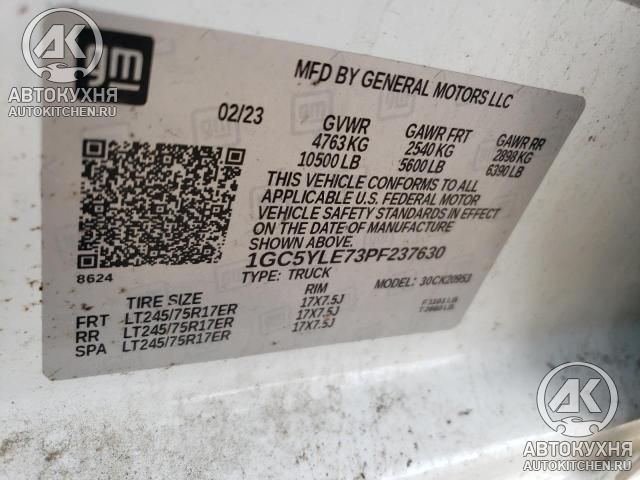 gm
MFD BY GENERAL MOTORS LLC
02/23
GVWR GAWR FRT GAWR RR
4763 KG 2540 KG 2898 KG
10500 LB 5600 LB 6390 LB
THIS VEHICLE CONFORMS TO ALL
APPLICABLE U.S. FEDERAL MOTOR
VEHICLE SAFETY STANDARDS IN EFFECT
ON THE DATE OF MANUFACTURE
SHOWN ABOVE.
1GC5YLE73PF237630
8624
TYPE: TRUCK MODEL: 30CK20953
TIRE SIZE RIM
FRT LT245/75R17ER 17X7.5J
RR LT245/75R17ER 17X7.5J
SPA LT245/75R17ER 17X7.5J
АК
АВТОКУХНЯ
AUTOKITCHEN.RU
АК
АВТОКУХНЯ
AUTOKITCHEN.RU